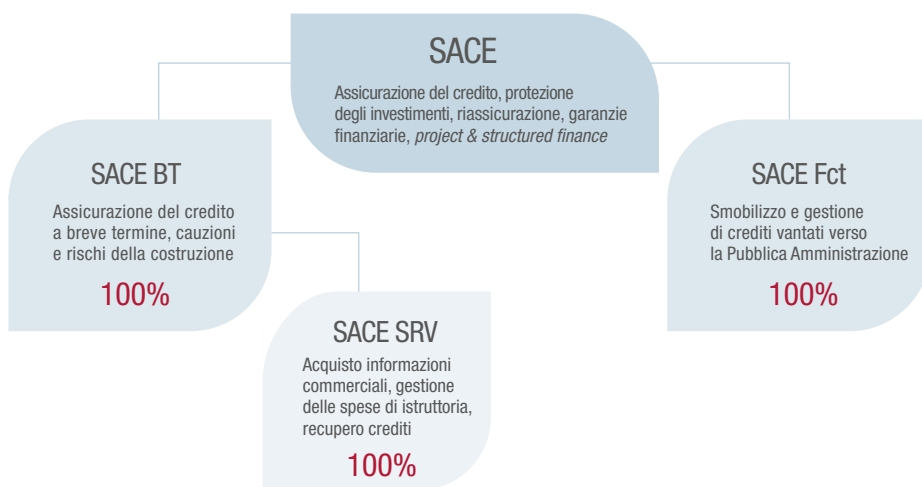 SACE
Assicurazione del credito, protezione
degli investimenti, riassicurazione, garanzie
finanziarie, project & structured finance
SACE BT
Assicurazione del credito
a breve termine, cauzioni
e rischi della costruzione
100%
SACE Fct
Smobilizzo e gestione
di crediti vantati verso
la Pubblica Amministrazione
100%
SACE SRV
Acquisto informazioni
commerciali, gestione
delle spese di istruttoria,
recupero crediti
100%